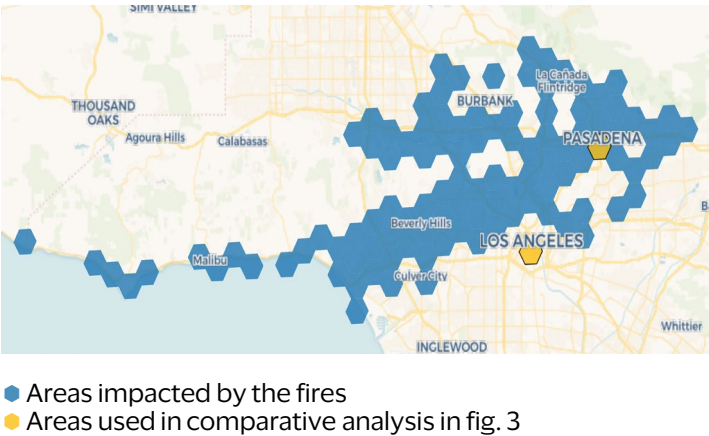 SIMI VALLEY
THOUSAND
OAKS
Agoura Hills
Calabasas
BURBANK
La Cañada
Flintridge
PASADENA
Beverly Hills
LOS ANGELES
Malibu
Culver City
Whittier
INGLEWOOD
Areas impacted by the fires
Areas used in comparative analysis in fig. 3